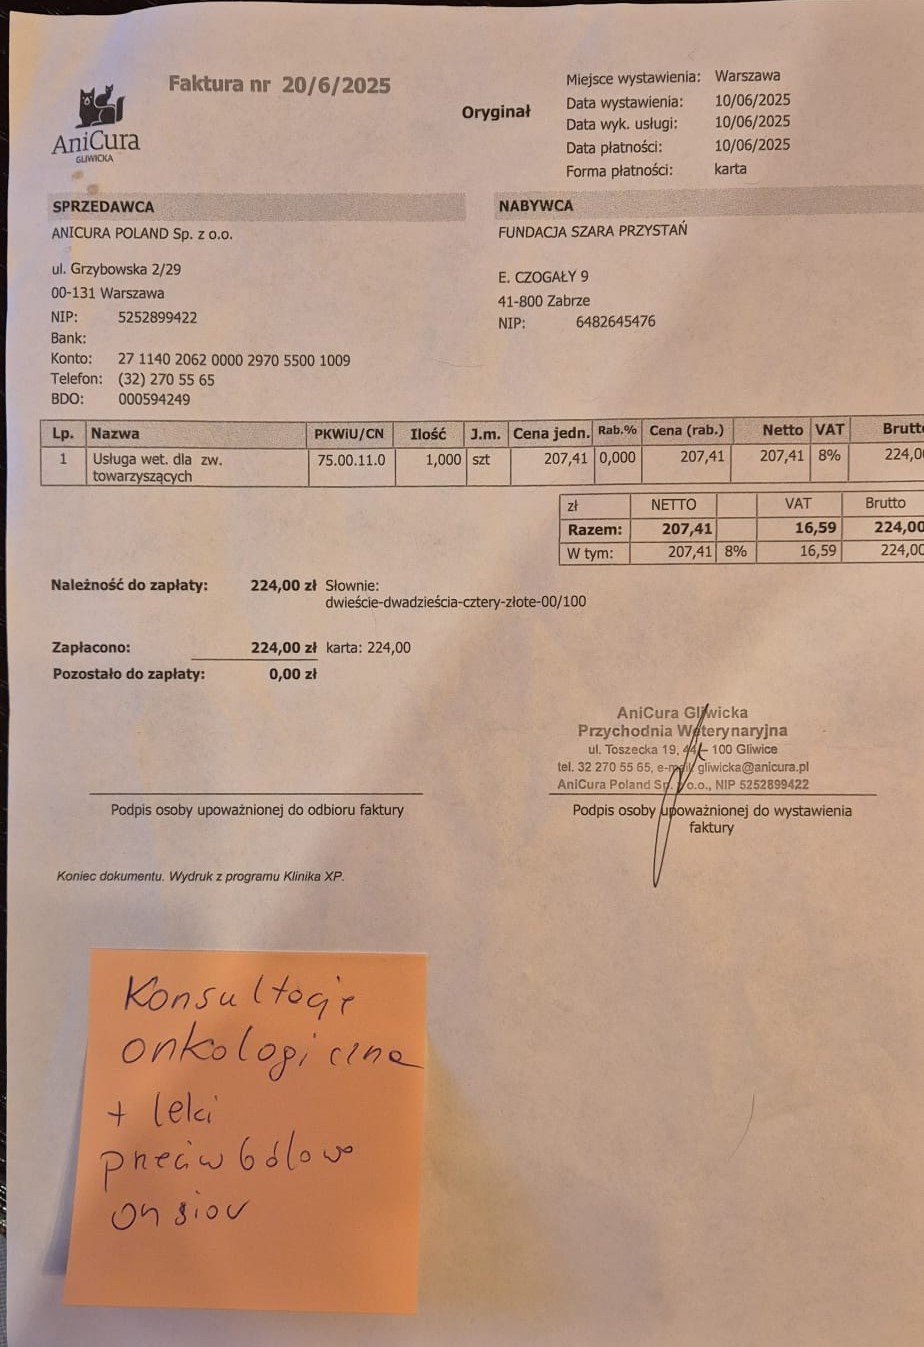 Faktura nr 20/6/2025
Oryginał
Miejsce wystawienia: Warszawa
Data wystawienia: 10/06/2025
Data wyk. usługi: 10/06/2025
Data płatności: 10/06/2025
Forma płatności: karta
AniCura
GLIWICKA
SPRZEDAWCA
ANICURA POLAND Sp. z o.o.
ul. Grzybowska 2/29
00-131 Warszawa
NIP: 5252899422
Bank:
Konto: 27 1140 2062 0000 2970 5500 1009
Telefon: (32) 270 55 65
BDO: 000594249
NABYWCA
FUNDACJA SZARA PRZYSTAŃ
E. CZOGAŁY 9
41-800 Zabrze
NIP: 6482645476
Lp. Nazwa PKWiU/CN Ilość J.m. Cena jedn. Rab.% Cena (rab.) Netto VAT Brutto
1 Usługa wet. dla zw. 75.00.11.0 1,000 szt 207,41 0,000 207,41 207,41 8% 224,00
towarzyszących
zł NETTO VAT Brutto
Razem: 207,41 16,59 224,00
W tym: 207,41 8% 16,59 224,00
Należność do zapłaty: 224,00 zł Słownie:
dwieście-dwadzieścia-cztery-złote-00/100
Zapłacono: 224,00 zł karta: 224,00
Pozostało do zapłaty: 0,00 zł
AniCura Gliwicka
Przychodnia Weterynaryjna
ul. Toszecka 19, 44 - 100 Gliwice
tel. 32 270 55 65, e-mail: gliwicka@anicura.pl
AniCura Poland Sp. z o.o., NIP 5252899422
Podpis osoby upoważnionej do odbioru faktury
Podpis osoby upoważnionej do wystawienia
faktury
Koniec dokumentu. Wydruk z programu Klinika XP.
Konsultacje
onkologiczna
+ leki
przeciwbólowe
onsior